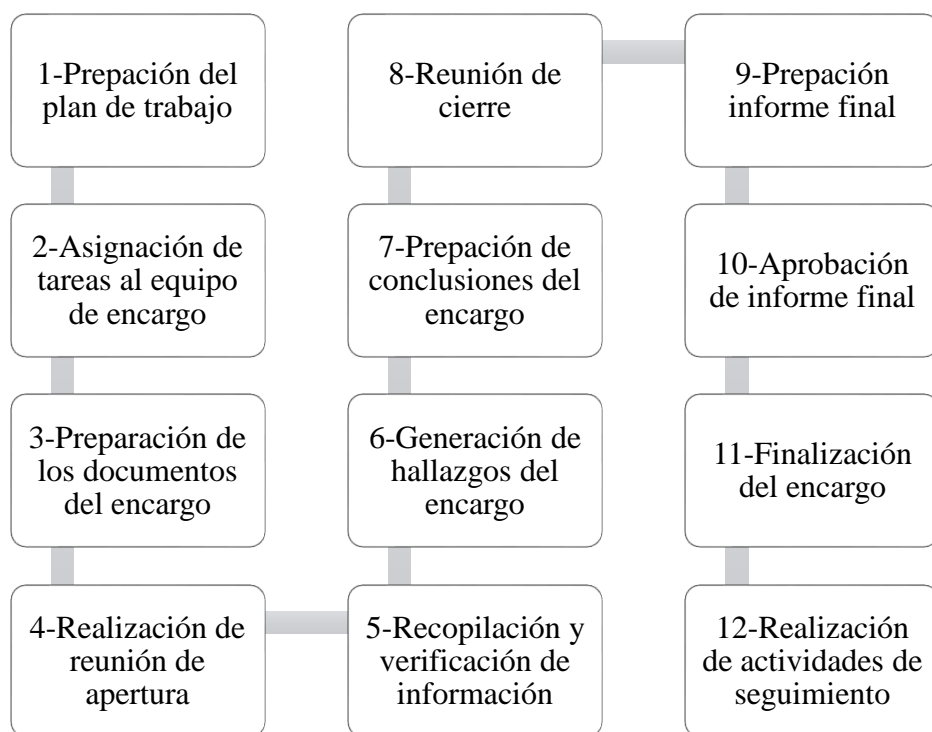 1-Prepación del
plan de trabajo
2-Asignación de
tareas al equipo
de encargo
3-Preparación de
los documentos
del encargo
4-Realización de
reunión de
apertura
5-Recopilación y
verificación de
información
6-Generación de
hallazgos del
encargo
7-Prepación de
conclusiones del
encargo
8-Reunión de
cierre
9-Prepación
informe final
10-Aprobación
de informe final
11-Finalización
del encargo
12-Realización
de actividades de
seguimiento